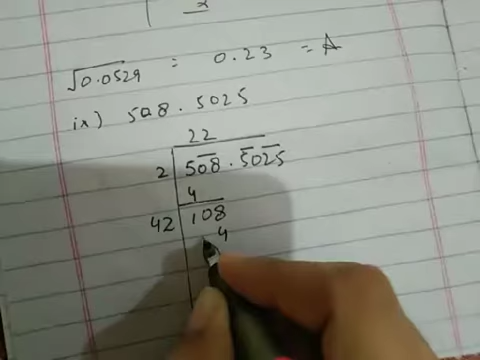 √0.0529 = 0.23 = A
ix) 508.5025
22
2 508.5025
4
42 108
4